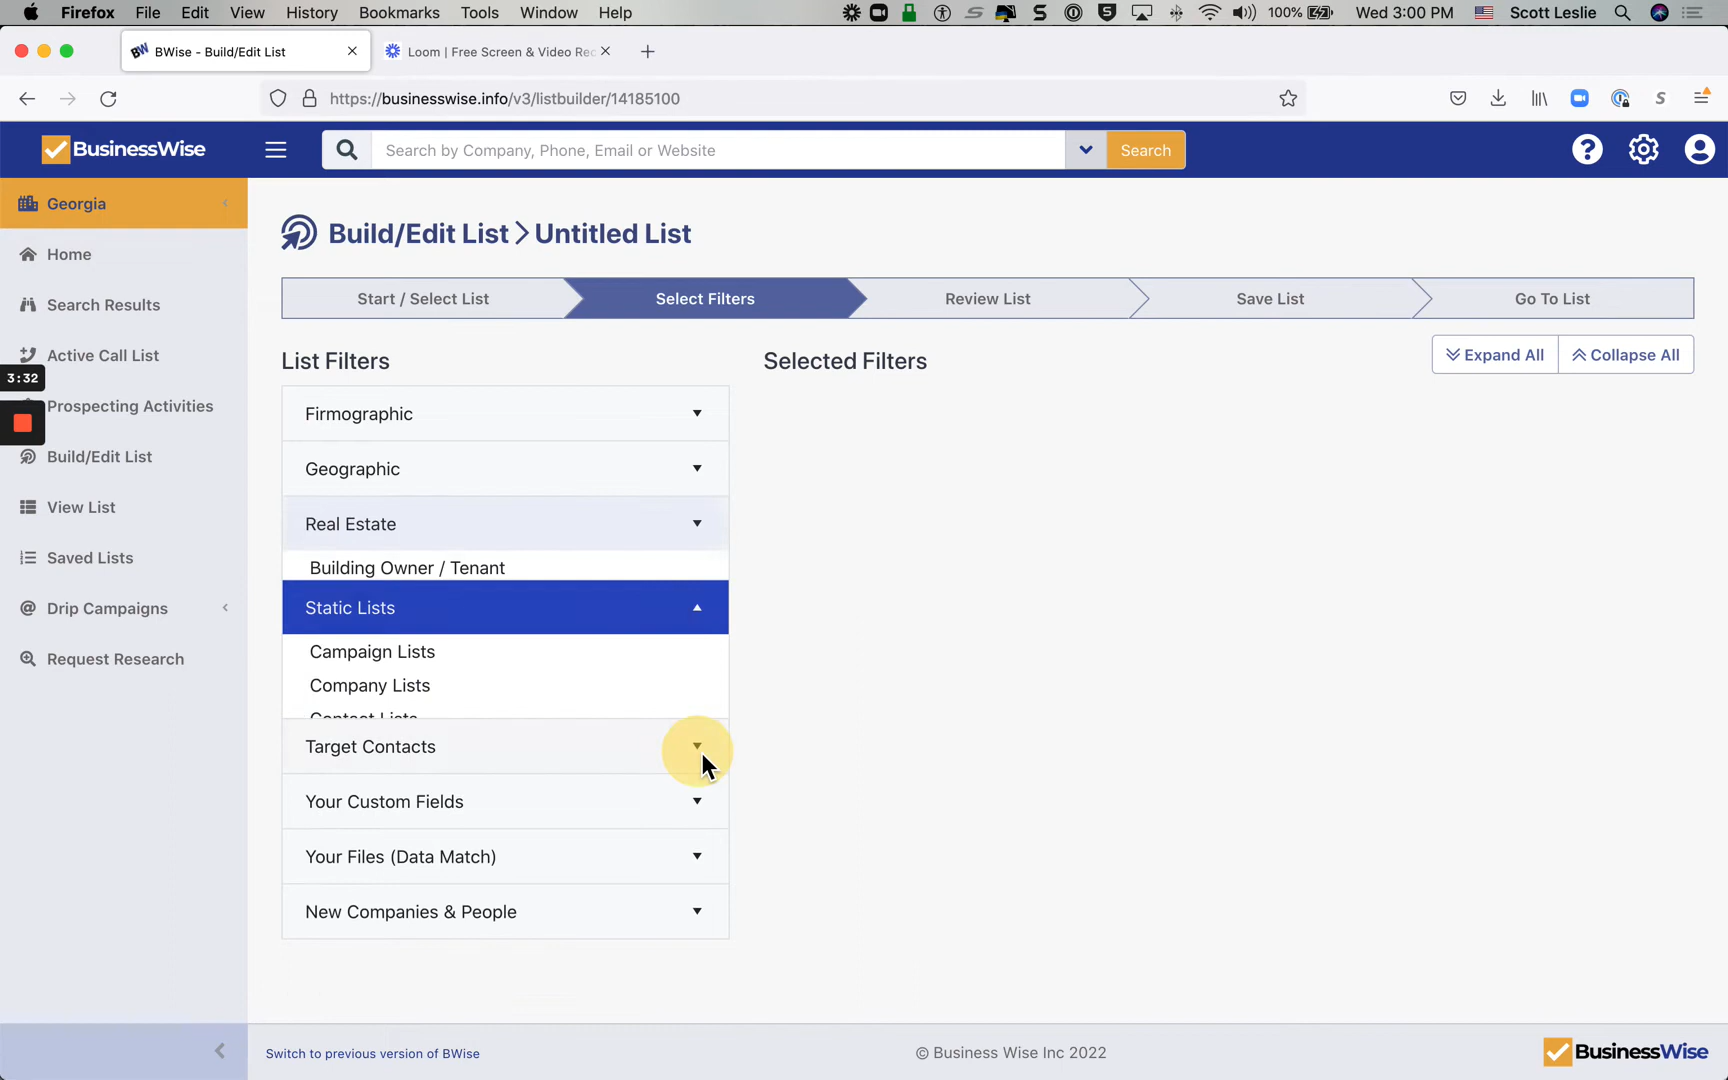 Firefox File Edit View History Bookmarks Tools Window Help 100% Wed 3:00 PM Scott Leslie
BW BWise - Build/Edit List Loom | Free Screen & Video Rec
https://businesswise.info/v3/listbuilder/14185100
BusinessWise Search by Company, Phone, Email or Website Search
Georgia
Home
Search Results
Active Call List
3:32
Prospecting Activities
Build/Edit List
View List
Saved Lists
Drip Campaigns
Request Research
Build/Edit List > Untitled List
Start / Select List Select Filters Review List Save List Go To List
List Filters Selected Filters Expand All Collapse All
Firmographic
Geographic
Real Estate
Building Owner / Tenant
Static Lists
Campaign Lists
Company Lists
Contact Lists
Target Contacts
Your Custom Fields
Your Files (Data Match)
New Companies & People
Switch to previous version of BWise © Business Wise Inc 2022 BusinessWise